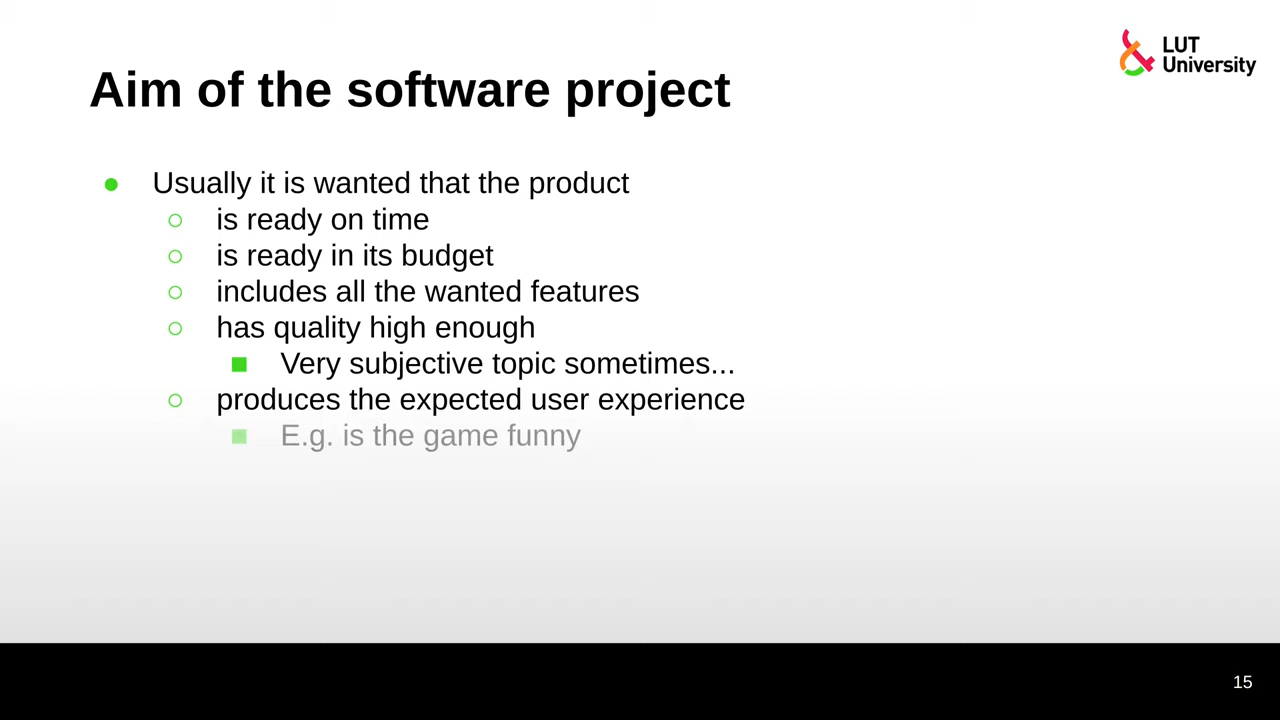 LUT
University
Aim of the software project
Usually it is wanted that the product
is ready on time
is ready in its budget
includes all the wanted features
has quality high enough
Very subjective topic sometimes...
produces the expected user experience
E.g. is the game funny
15